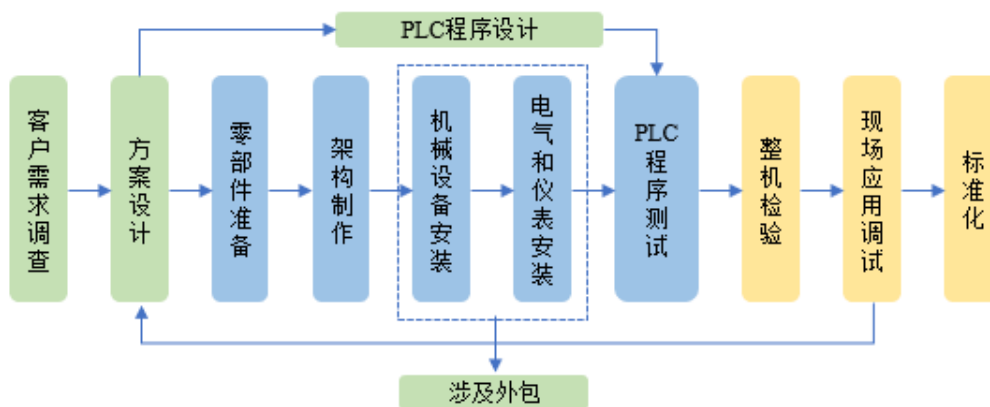 PLC程序设计
客户需求调查
方案设计
零部件准备
架构制作
机械设备安装
电气和仪表安装
PLC
程序测试
整机检验
现场应用调试
标准化
涉及外包